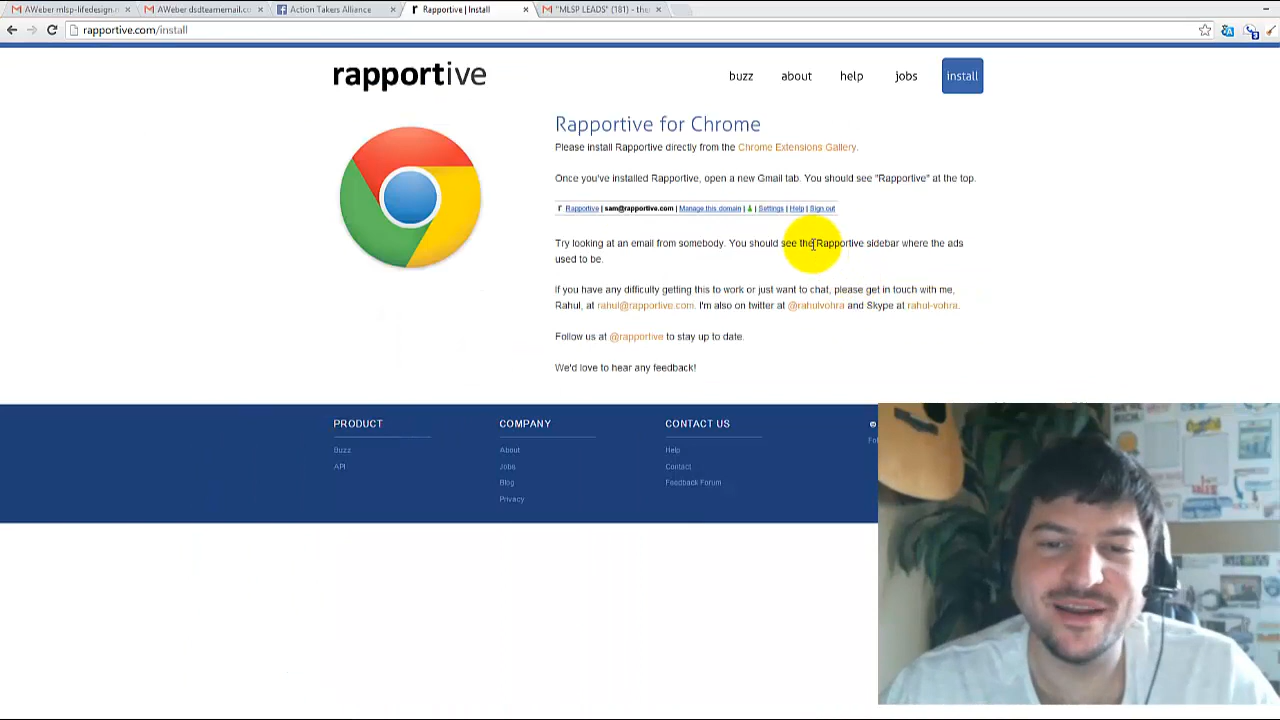 AWeber mlsp-lifedesign.n
AWeber dsdteamemail.co
Action Takers Alliance
Rapportive | Install
"MLSP LEADS" (181) - the
rapportive.com/install
rapportive
buzz
about
help
jobs
install
Rapportive for Chrome
Please install Rapportive directly from the Chrome Extensions Gallery.
Once you've installed Rapportive, open a new Gmail tab. You should see "Rapportive" at the top.
Rapportive | sam@rapportive.com | Manage this domain | | Settings | Help | Sign out
Try looking at an email from somebody. You should see the Rapportive sidebar where the ads
used to be.
If you have any difficulty getting this to work or just want to chat, please get in touch with me,
Rahul, at rahul@rapportive.com. I'm also on twitter at @rahulvohra and Skype at rahul-vohra.
Follow us at @rapportive to stay up to date.
We'd love to hear any feedback!
PRODUCT
Buzz
API
COMPANY
About
Jobs
Blog
Privacy
CONTACT US
Help
Contact
Feedback Forum
©
Fol